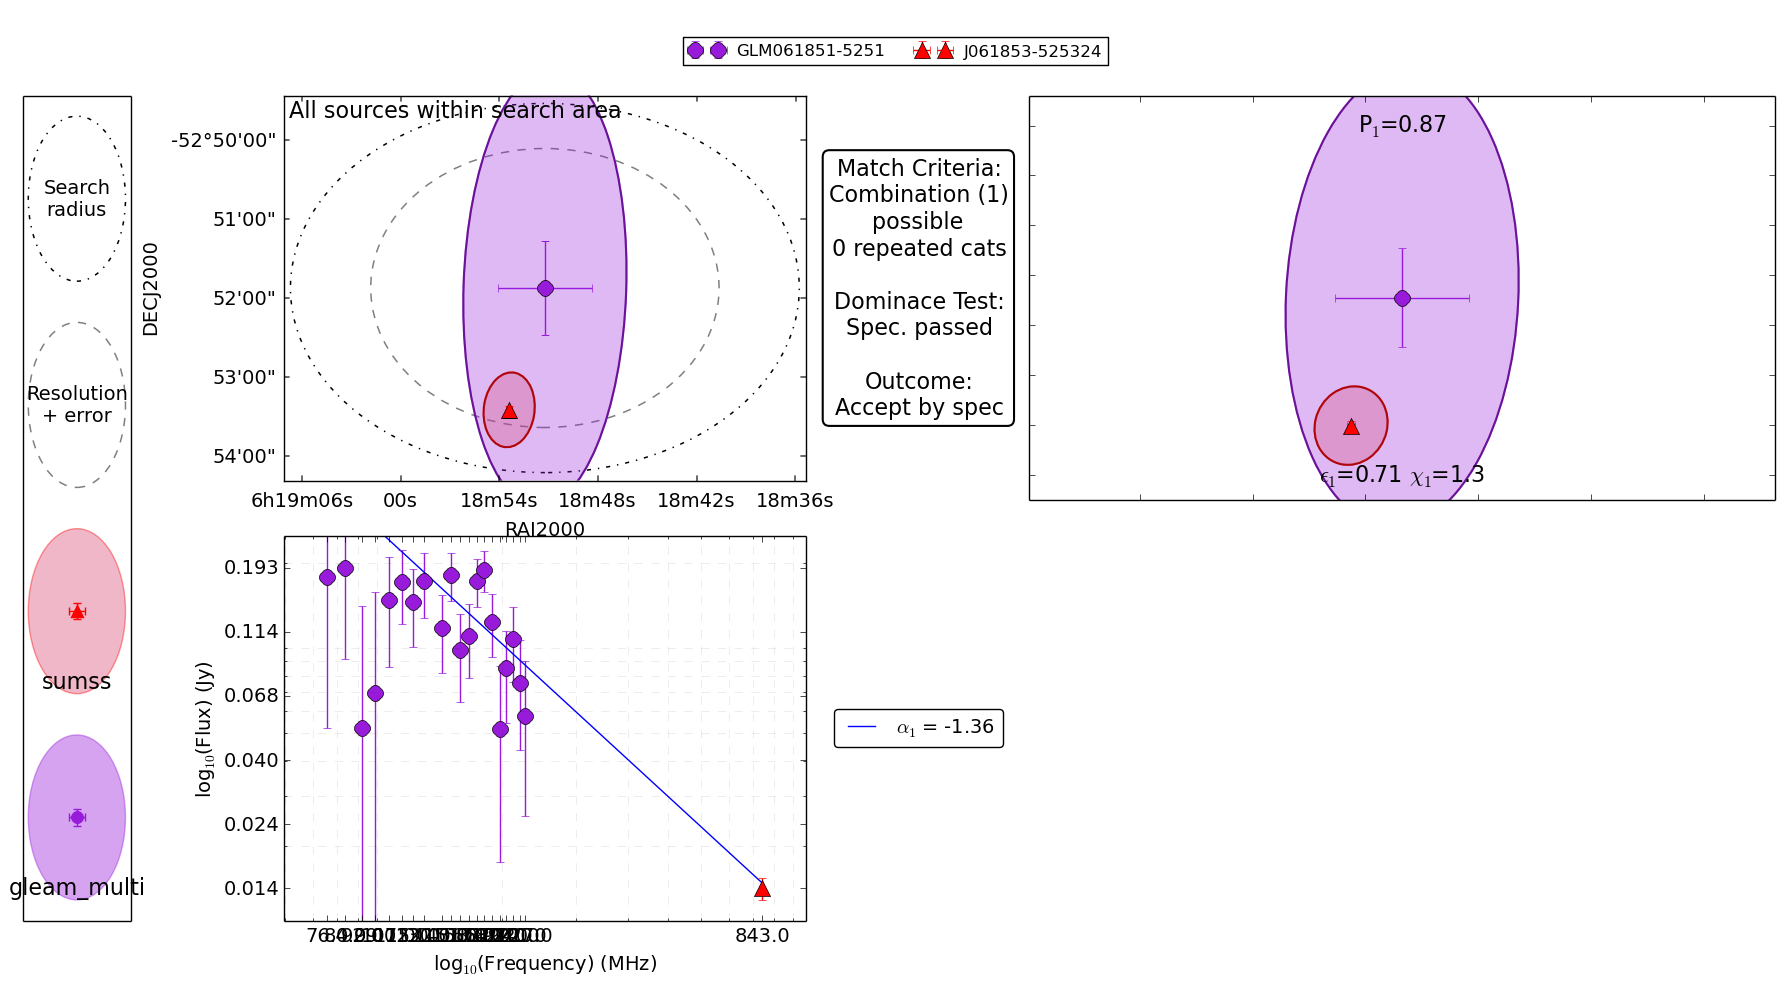 GLM061851-5251 J061853-525324
Search
radius
Resolution
+ error
sumss
gleam_multi
All sources within search area
DECJ2000
-52°50'00"
51'00"
52'00"
53'00"
54'00"
6h19m06s 00s 18m54s 18m48s 18m42s 18m36s
RAJ2000
Match Criteria:
Combination (1)
possible
0 repeated cats
Dominace Test:
Spec. passed
Outcome:
Accept by spec
P1=0.87
ϵ1=0.71 χ1=1.3
log10(Flux) (Jy)
0.193
0.114
0.068
0.040
0.024
0.014
843.0
log10(Frequency) (MHz)
α1 = -1.36